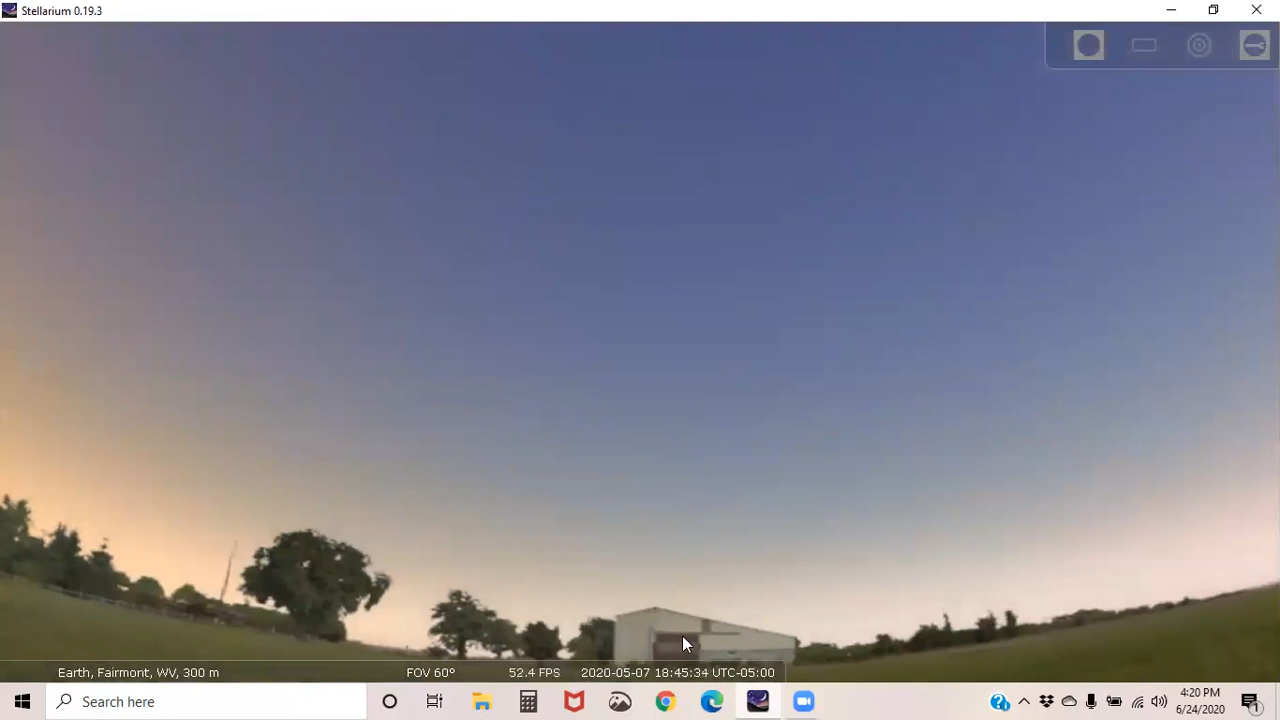 Stellarium 0.19.3
Earth, Fairmont, WV, 300 m FOV 60° 52.4 FPS 2020-05-07 18:45:34 UTC-05:00
Search here
4:20 PM
6/24/2020
1